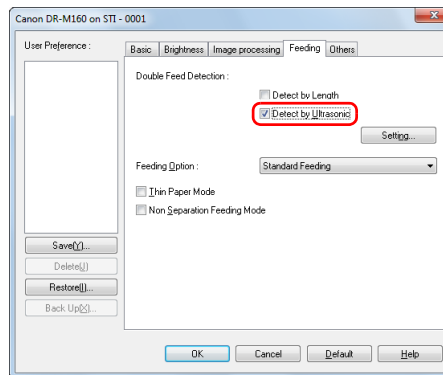 Canon DR-M160 on STI - 0001
User Preference :
Basic Brightness Image processing Feeding Others
Double Feed Detection :
Detect by Length
Detect by Ultrasonic
Setting...
Feeding Option : Standard Feeding
Thin Paper Mode
Non Separation Feeding Mode
Save(Y)...
Delete(J)
Restore(I)...
Back Up(X)...
OK Cancel Default Help